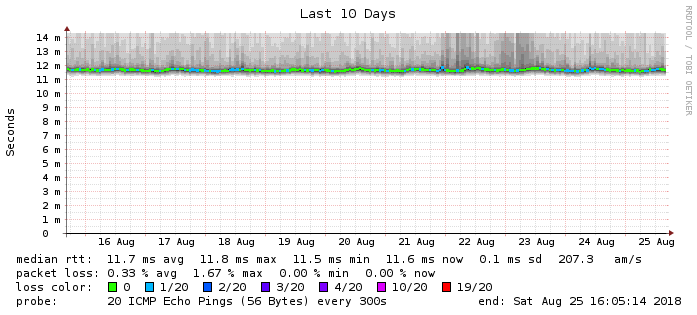 Last 10 Days
RRDTOOL / TOBI OETIKER
Seconds
14 m
13 m
12 m
11 m
10 m
9 m
8 m
7 m
6 m
5 m
4 m
3 m
2 m
1 m
0
16 Aug 17 Aug 18 Aug 19 Aug 20 Aug 21 Aug 22 Aug 23 Aug 24 Aug 25 Aug
median rtt: 11.7 ms avg 11.8 ms max 11.5 ms min 11.6 ms now 0.1 ms sd 207.3 am/s
packet loss: 0.33 % avg 1.67 % max 0.00 % min 0.00 % now
loss color: 0 1/20 2/20 3/20 4/20 10/20 19/20
probe: 20 ICMP Echo Pings (56 Bytes) every 300s end: Sat Aug 25 16:05:14 2018